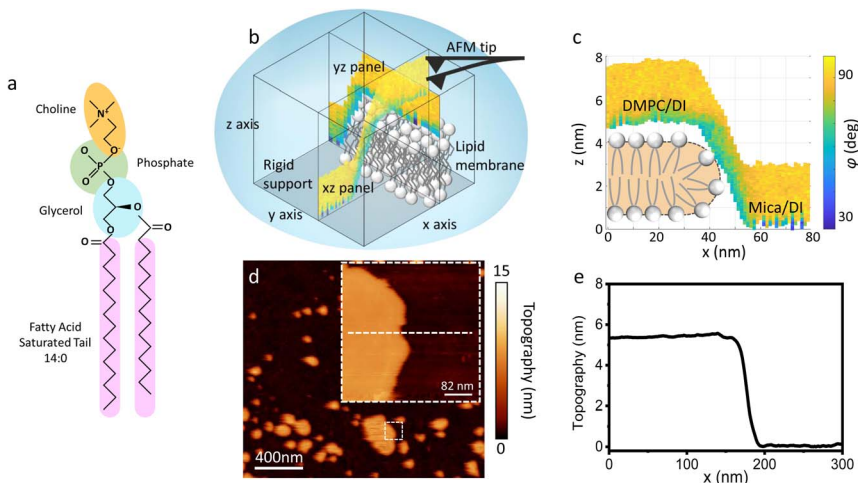 a
Choline
N+
O
O-
P
O
O
Phosphate
Glycerol
O
O
O
O
Fatty Acid
Saturated Tail
14:0
b
AFM tip
yz panel
z axis
Rigid
support
xz panel
Lipid
membrane
y axis
x axis
c
8
6
4
2
0
z (nm)
DMPC/DI
Mica/DI
0
20
40
60
80
x (nm)
90
30
φ (deg)
d
82 nm
400nm
15
0
Topography (nm)
e
8
6
4
2
0
Topography (nm)
0
100
200
300
x (nm)